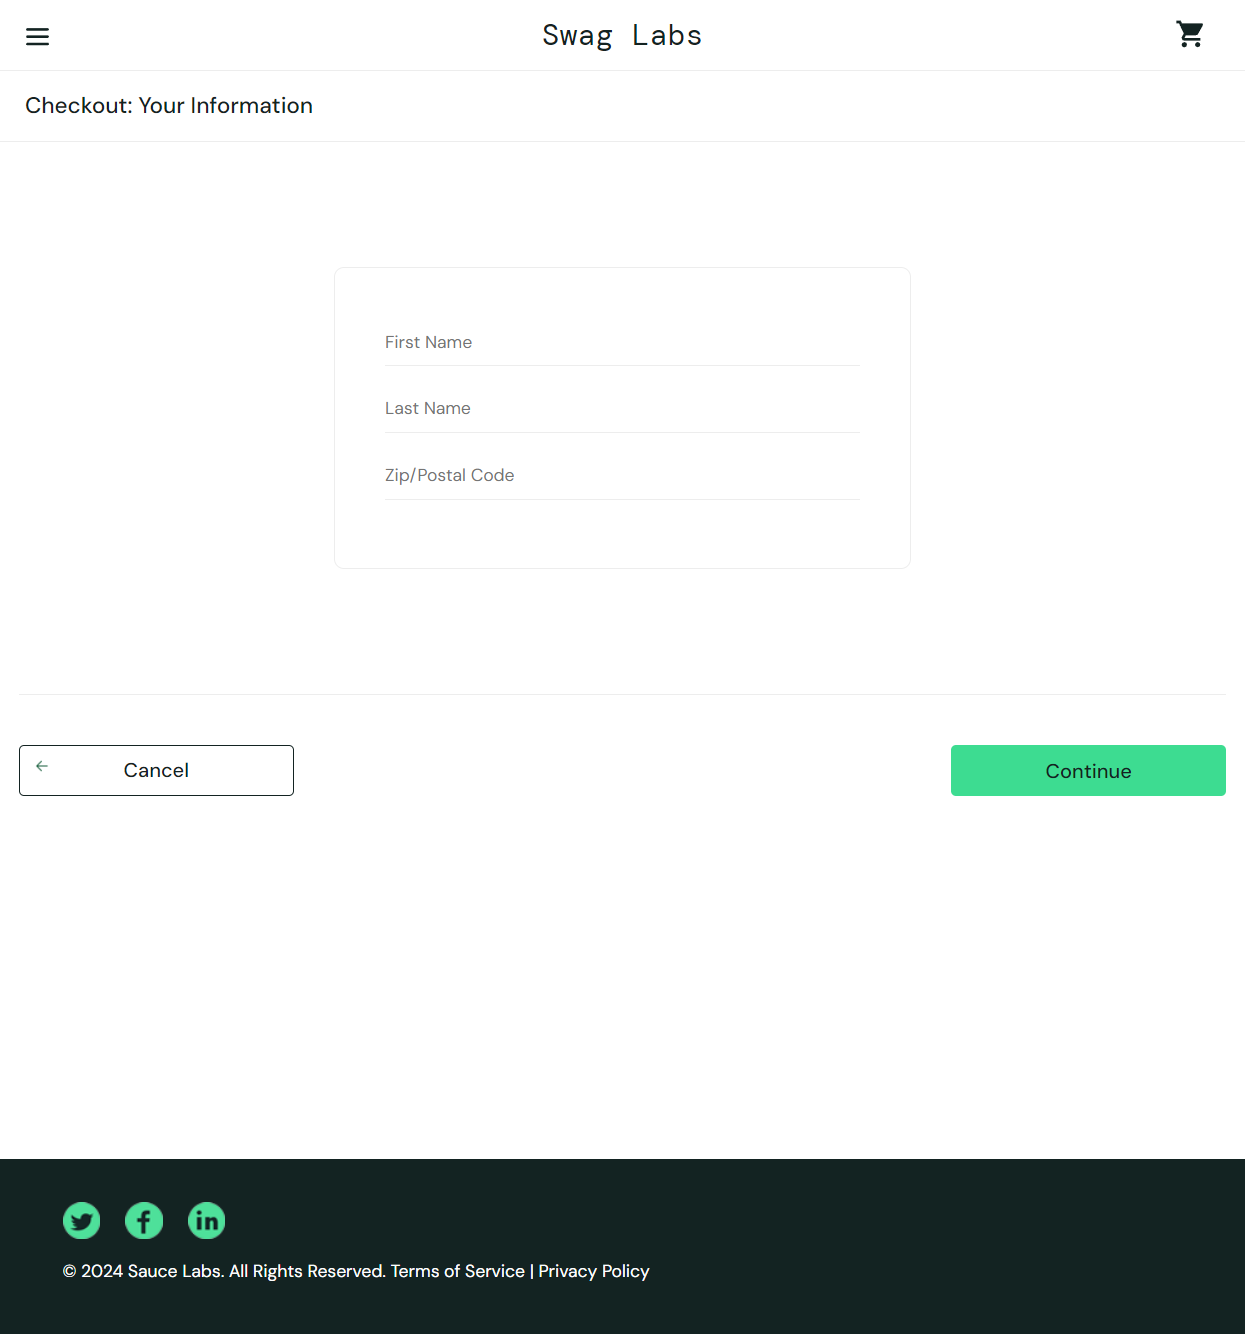 Swag Labs
Checkout: Your Information
First Name
Last Name
Zip/Postal Code
Cancel
Continue
© 2024 Sauce Labs. All Rights Reserved. Terms of Service | Privacy Policy